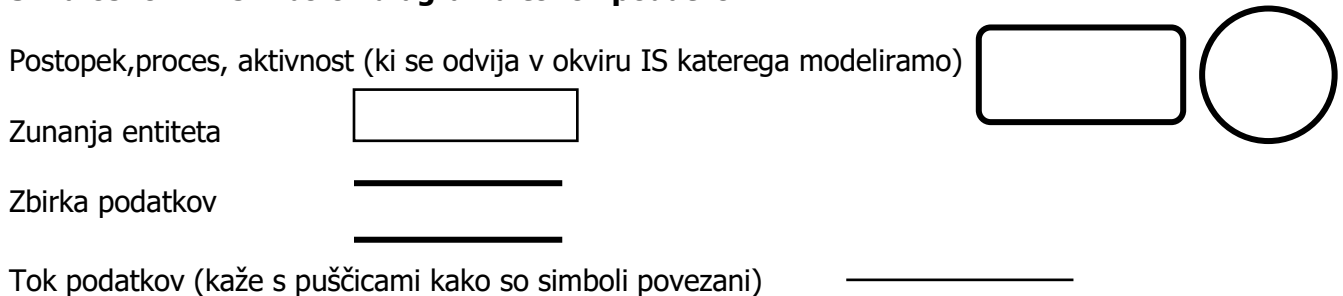 Postopek,proces, aktivnost (ki se odvija v okviru IS katerega modeliramo)
Zunanja entiteta
Zbirka podatkov
Tok podatkov (kaže s puščicami kako so simboli povezani)